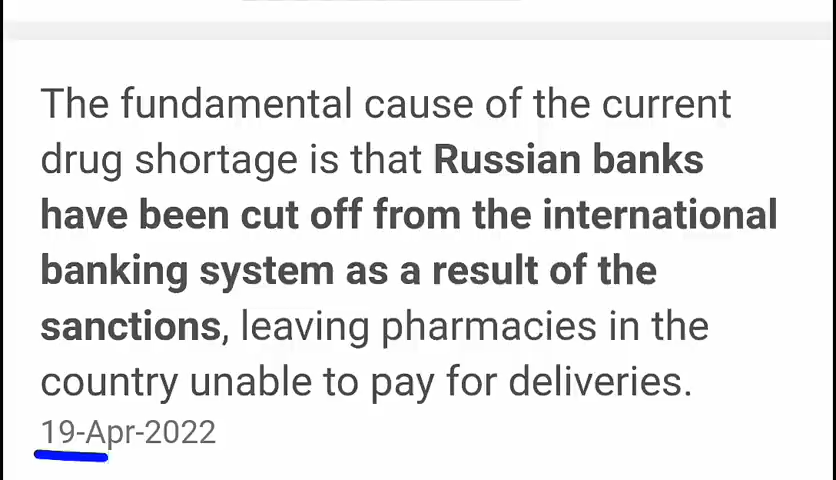 The fundamental cause of the current
drug shortage is that Russian banks
have been cut off from the international
banking system as a result of the
sanctions, leaving pharmacies in the
country unable to pay for deliveries.
19-Apr-2022